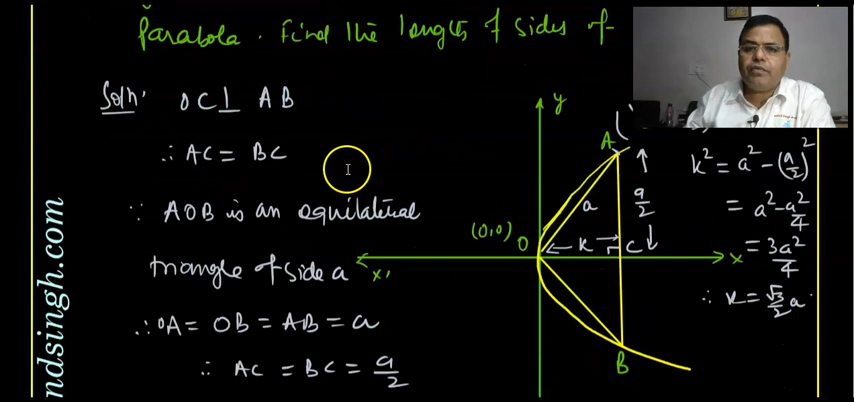 Parabola. Find the length of sides of
Soln. OC ⊥ AB
∴ AC = BC
∵ AOB is an equilateral
triangle of side a
∴ OA = OB = AB = a
∴ AC = BC = a/2
y
A
a
a/2
(0,0) O
K
C
x
x'
B
K² = a² - (a/2)²
= a² - a²/4
= 3a²/4
∴ K = √3/2 a.
ndsingh.com